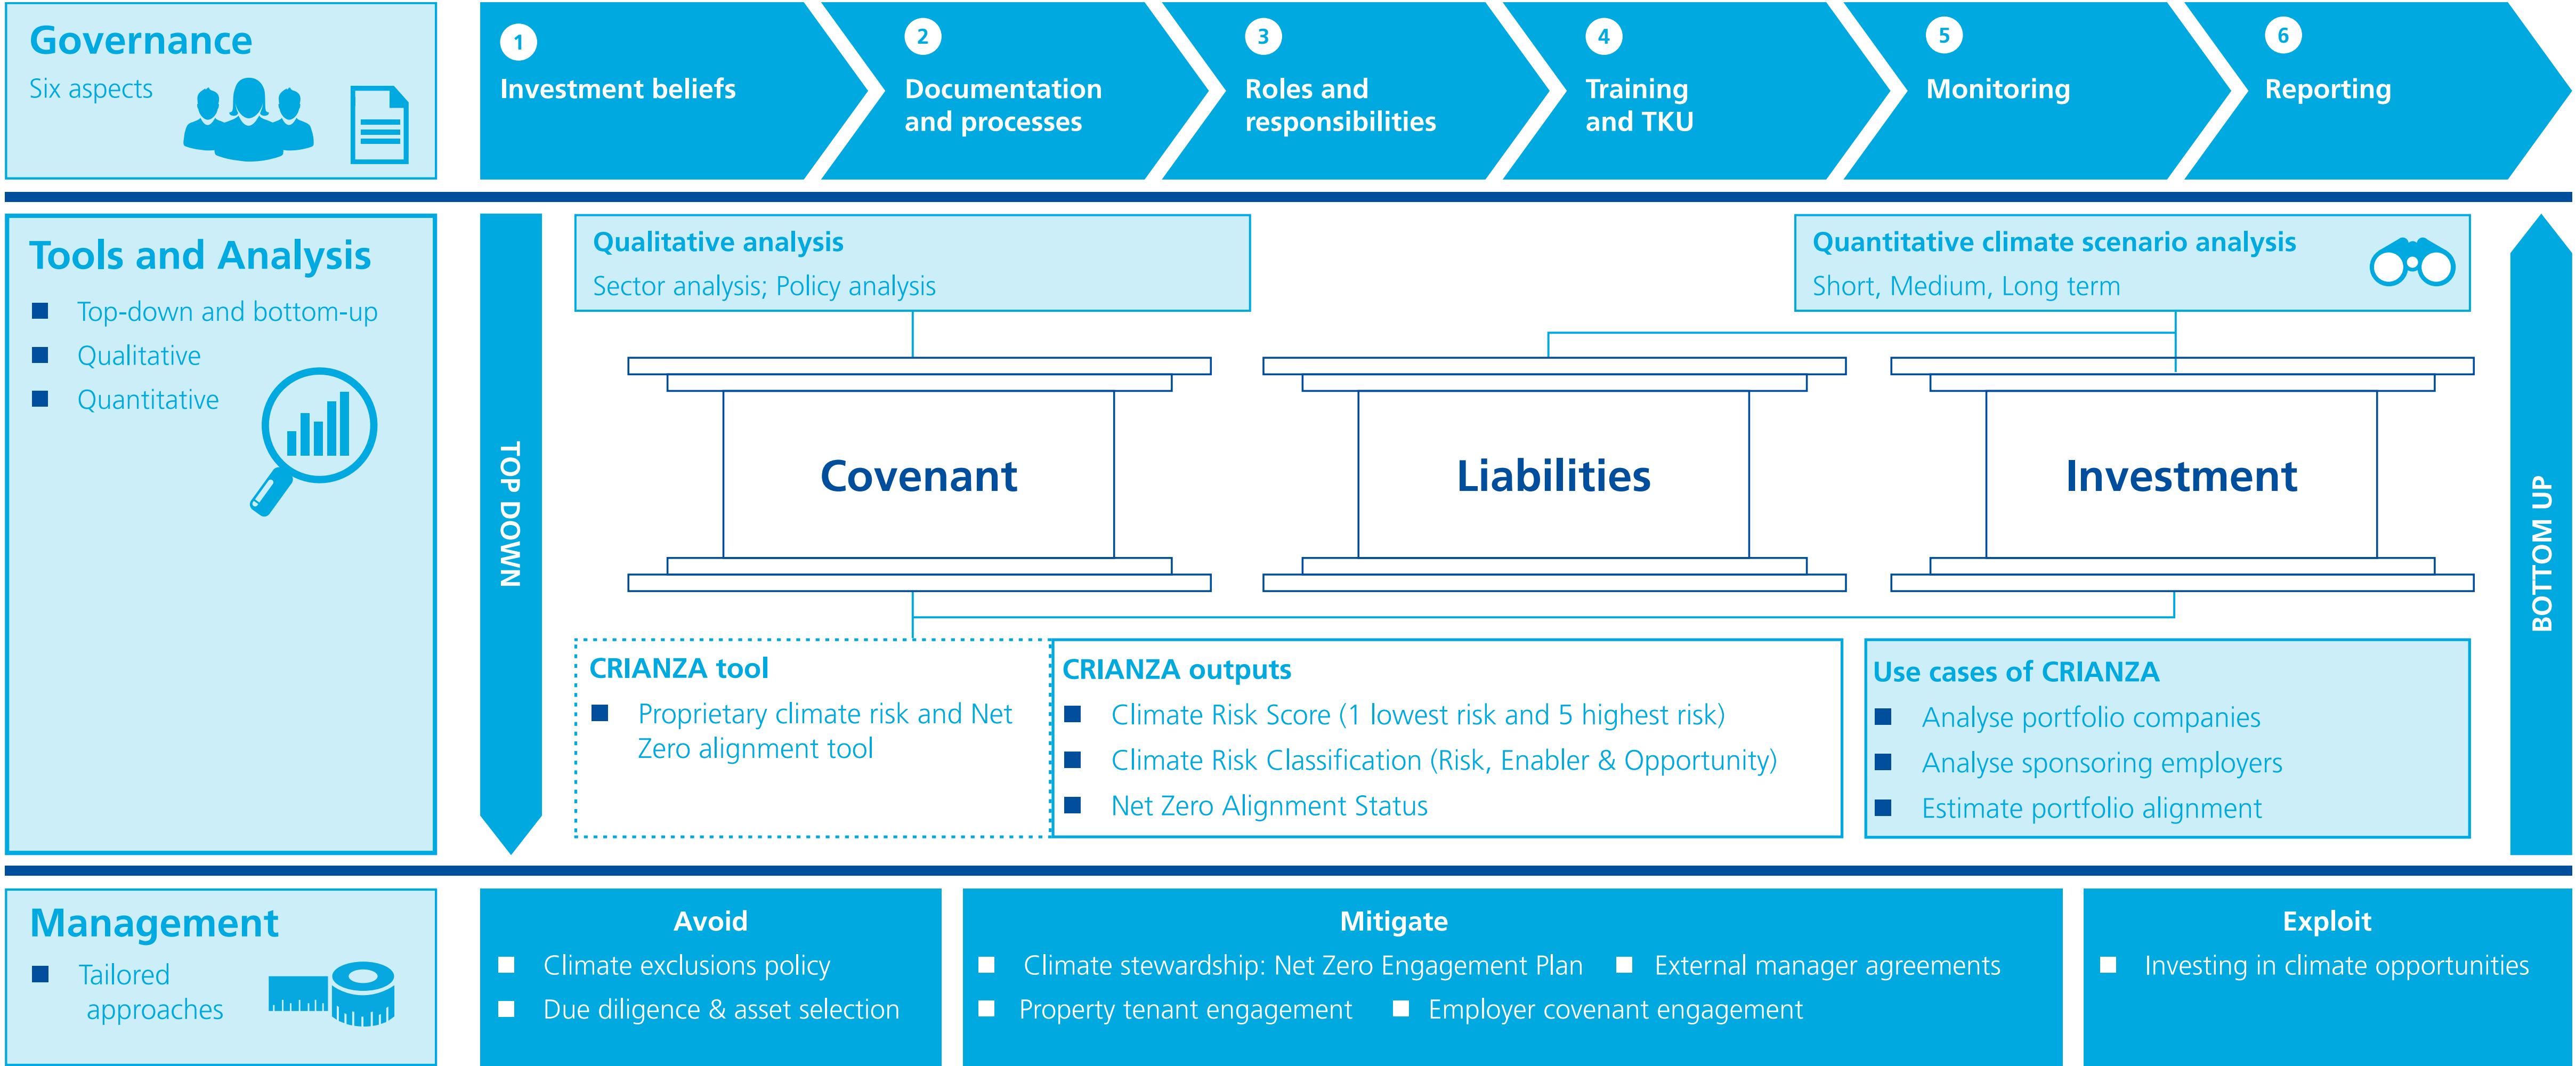 Governance
Six aspects
1
Investment beliefs
2
Documentation
and processes
3
Roles and
responsibilities
4
Training
and TKU
5
Monitoring
6
Reporting
Tools and Analysis
Top-down and bottom-up
Qualitative
Quantitative
TOP DOWN
Qualitative analysis
Sector analysis; Policy analysis
Quantitative climate scenario analysis
Short, Medium, Long term
Covenant
Liabilities
Investment
BOTTOM UP
CRIANZA tool
Proprietary climate risk and Net
Zero alignment tool
CRIANZA outputs
Climate Risk Score (1 lowest risk and 5 highest risk)
Climate Risk Classification (Risk, Enabler & Opportunity)
Net Zero Alignment Status
Use cases of CRIANZA
Analyse portfolio companies
Analyse sponsoring employers
Estimate portfolio alignment
Management
Tailored
approaches
Avoid
Climate exclusions policy
Due diligence & asset selection
Mitigate
Climate stewardship: Net Zero Engagement Plan
External manager agreements
Property tenant engagement
Employer covenant engagement
Exploit
Investing in climate opportunities